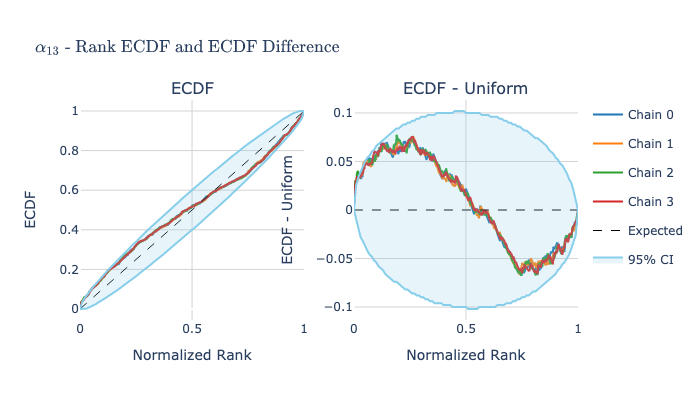 α₁₃ - Rank ECDF and ECDF Difference
ECDF
ECDF
1
0.8
0.6
0.4
0.2
0
0
0.5
1
Normalized Rank
ECDF - Uniform
ECDF - Uniform
0.1
0.05
0
−0.05
−0.1
0
0.5
1
Normalized Rank
Chain 0
Chain 1
Chain 2
Chain 3
Expected
95% CI